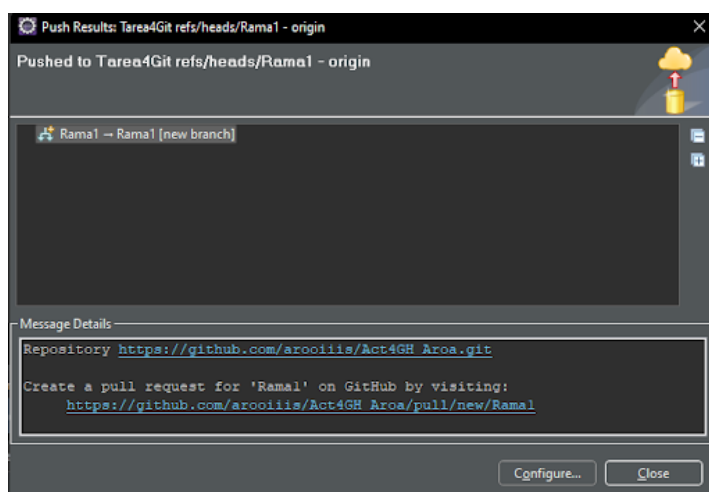 Push Results: Tarea4Git refs/heads/Rama1 - origin
Pushed to Tarea4Git refs/heads/Rama1 - origin
Rama1 → Rama1 [new branch]
Message Details
Repository https://github.com/arooiiis/Act4GH_Aroa.git
Create a pull request for 'Rama1' on GitHub by visiting:
https://github.com/arooiiis/Act4GH_Aroa/pull/new/Rama1
Configure...
Close